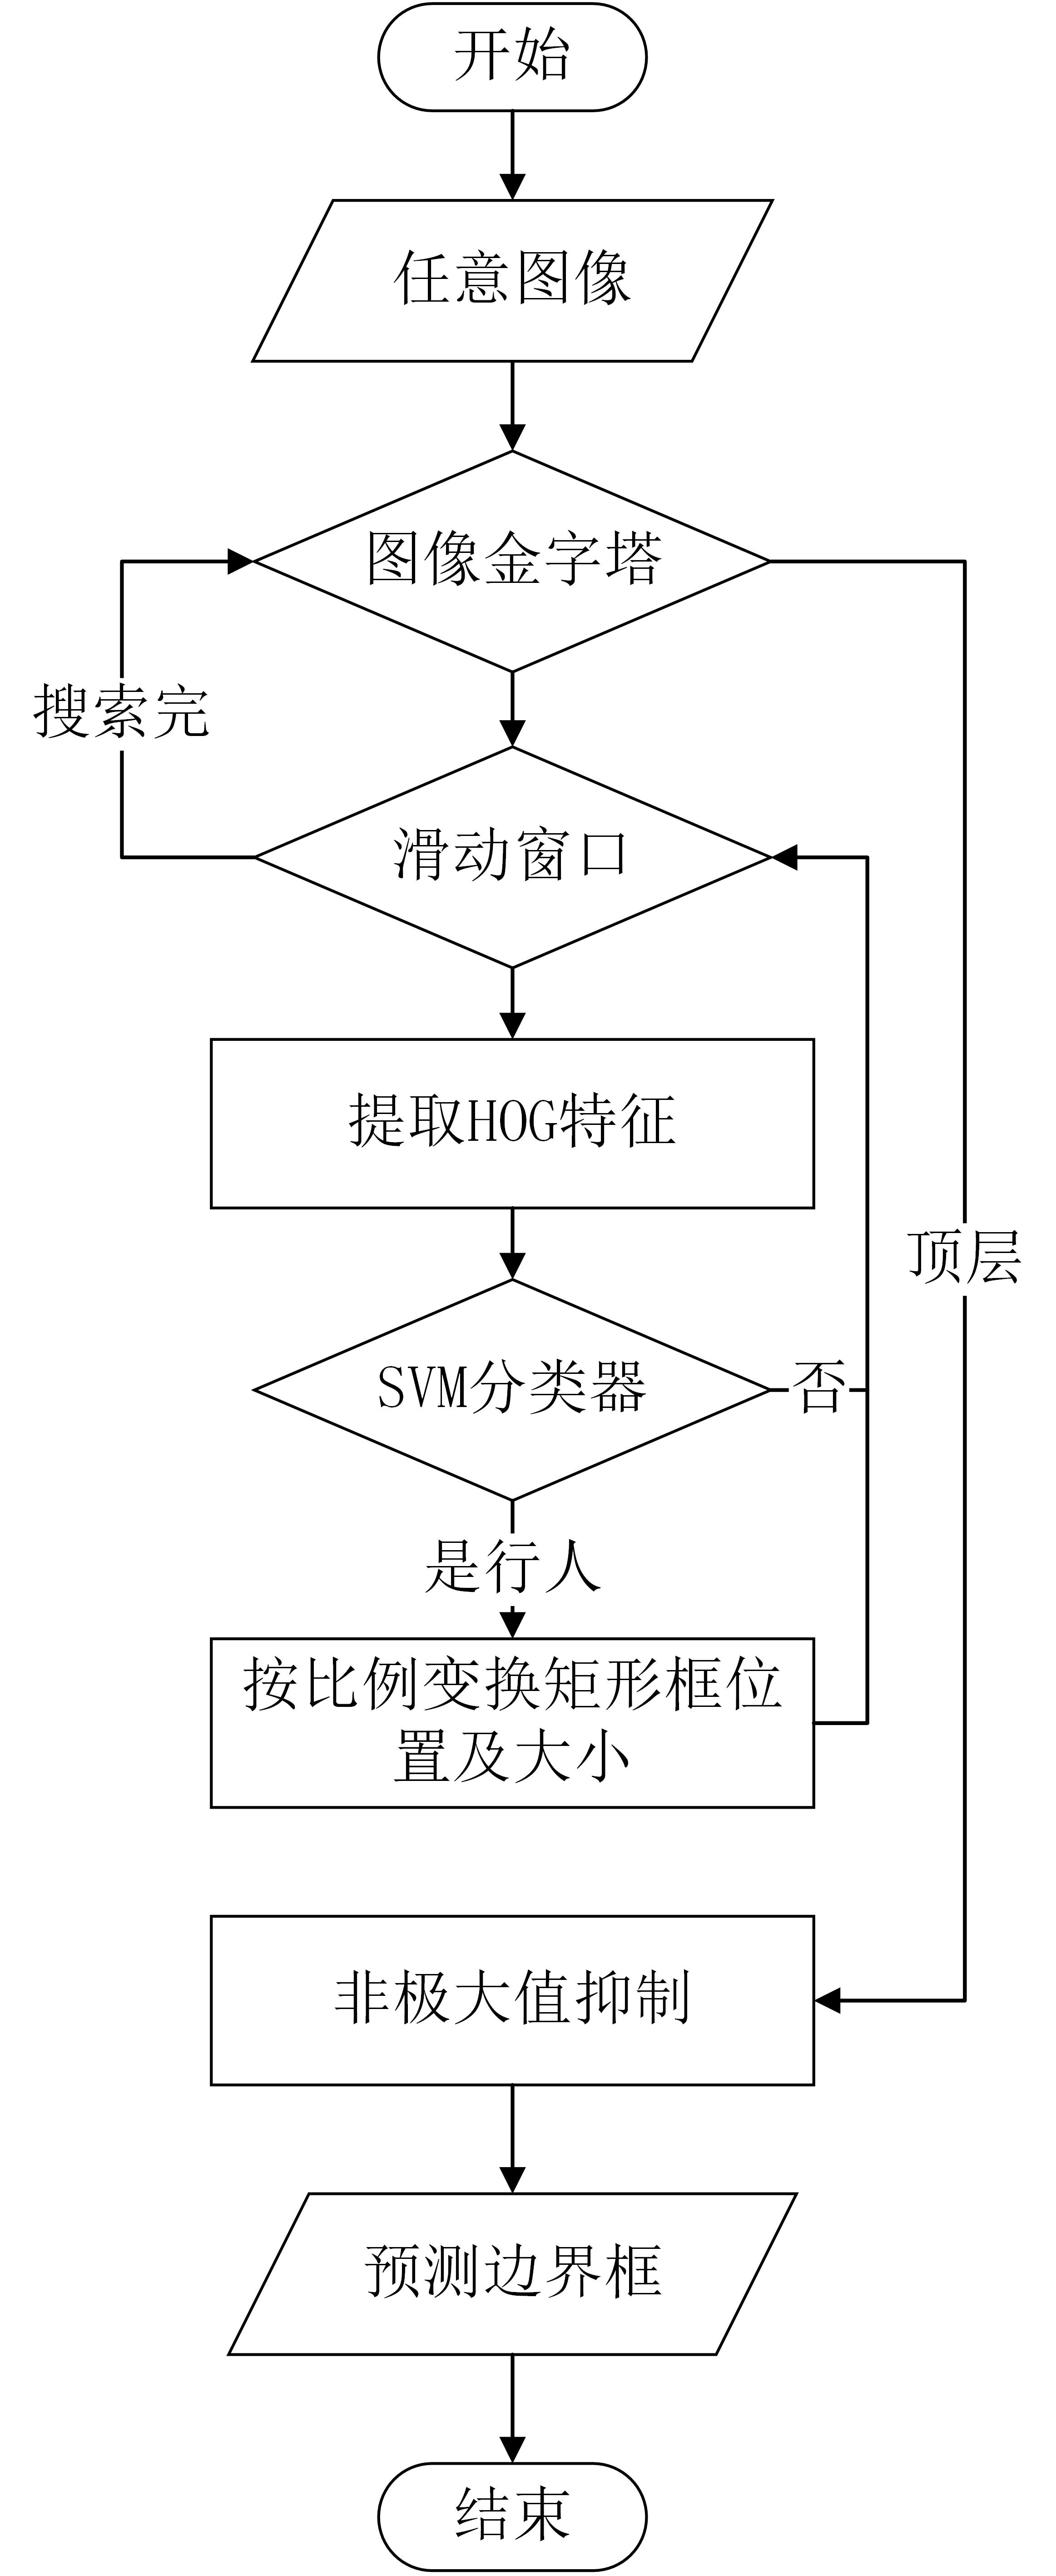 开始
任意图像
图像金字塔
搜索完
滑动窗口
提取HOG特征
顶层
SVM分类器
否
是行人
按比例变换矩形框位
置及大小
非极大值抑制
预测边界框
结束